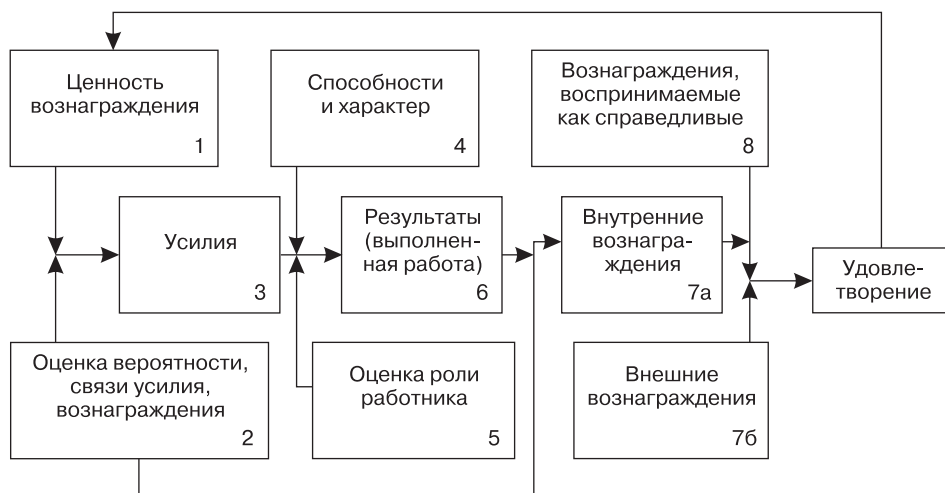 Ценность
вознаграждения
1
Способности
и характер
4
Вознаграждения,
воспринимаемые
как справедливые
8
Усилия
3
Результаты
(выполнен-
ная работа)
6
Внутренние
вознагра-
ждения
7а
Удовле-
творение
Оценка вероятности,
связи усилия,
вознаграждения
2
Оценка роли
работника
5
Внешние
вознаграждения
7б